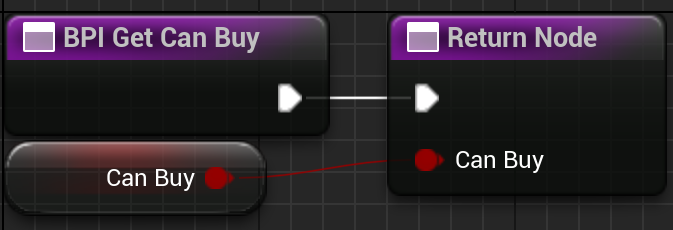 BPI Get Can Buy
Return Node
Can Buy
Can Buy